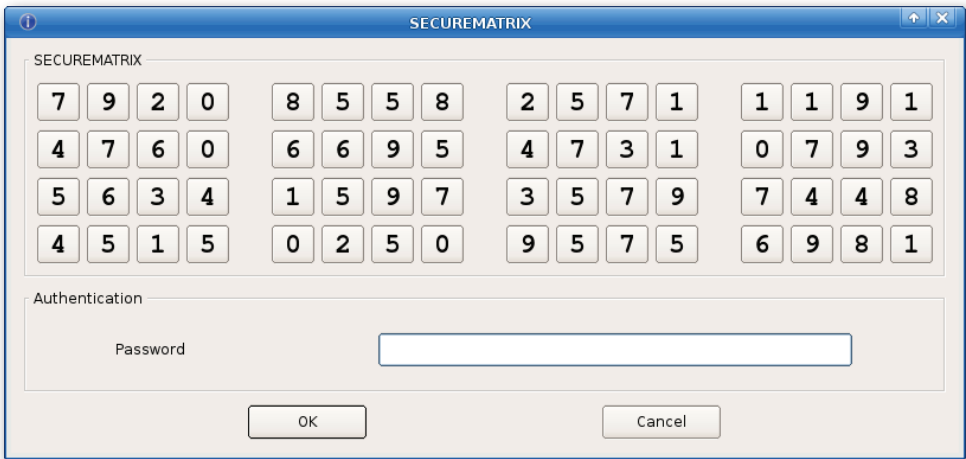 SECUREMATRIX
SECUREMATRIX
7 9 2 0 8 5 5 8 2 5 7 1 1 1 9 1
4 7 6 0 6 6 9 5 4 7 3 1 0 7 9 3
5 6 3 4 1 5 9 7 3 5 7 9 7 4 4 8
4 5 1 5 0 2 5 0 9 5 7 5 6 9 8 1
Authentication
Password
OK Cancel